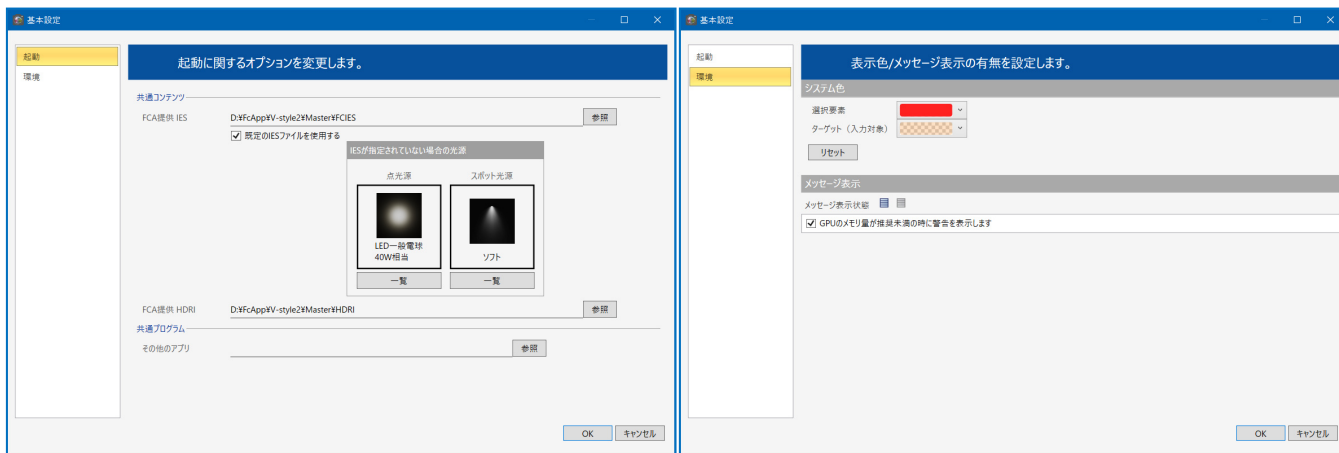 基本設定
起動
環境
起動に関するオプションを変更します。
共通コンテンツ
FCA提供 IES D:¥FcApp¥V-style2¥Master¥FCIES 参照
既定のIESファイルを使用する
IESが指定されていない場合の光源
点光源 スポット光源
LED一般電球
40W相当 ソフト
一覧 一覧
FCA提供 HDRI D:¥FcApp¥V-style2¥Master¥HDRI 参照
共通プログラム
その他のアプリ 参照
OK キャンセル
基本設定
起動
環境
表示色/メッセージ表示の有無を設定します。
システム色
選択要素
ターゲット（入力対象）
リセット
メッセージ表示
メッセージ表示状態
GPUのメモリ量が推奨未満の時に警告を表示します
OK キャンセル